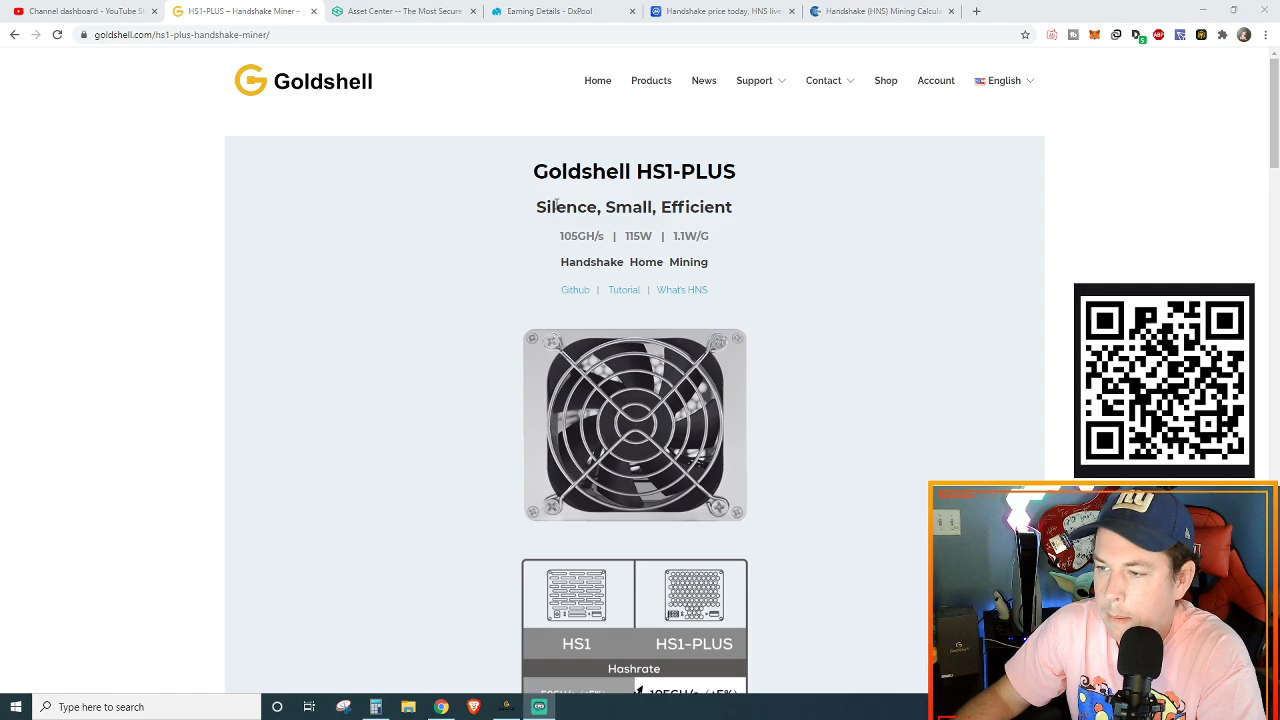 Channel dashboard - YouTube St
HS1-PLUS – Handshake Miner –
Asset Center -- The Most Secure
Earning Details - DxPool
Handshake price today, HNS live
Handshake (HNS) Mining Calcula
goldshell.com/hs1-plus-handshake-miner/
Goldshell
Home
Products
News
Support
Contact
Shop
Account
English
Goldshell HS1-PLUS
Silence, Small, Efficient
105GH/s | 115W | 1.1W/G
Handshake Home Mining
Github | Tutorial | What's HNS
HS1
HS1-PLUS
Hashrate
105GH/s (±5%)
Type here to search